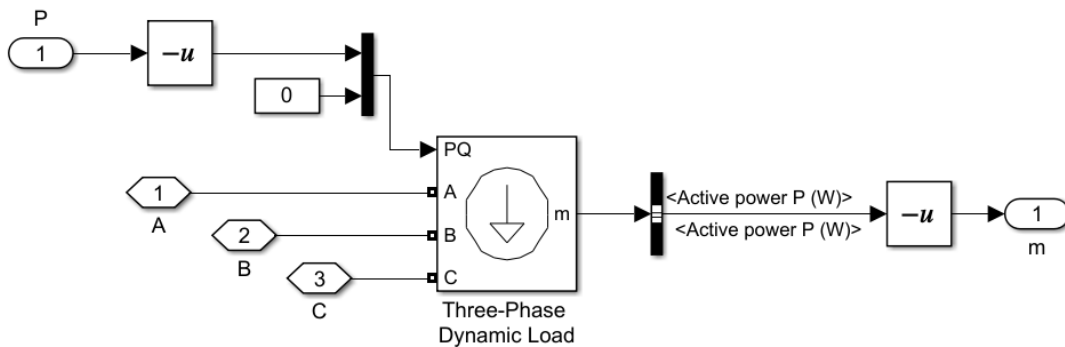 P
1
−u
0
PQ
A
B
C
m
1
A
2
B
3
C
Three-Phase
Dynamic Load
<Active power P (W)>
<Active power P (W)>
−u
1
m